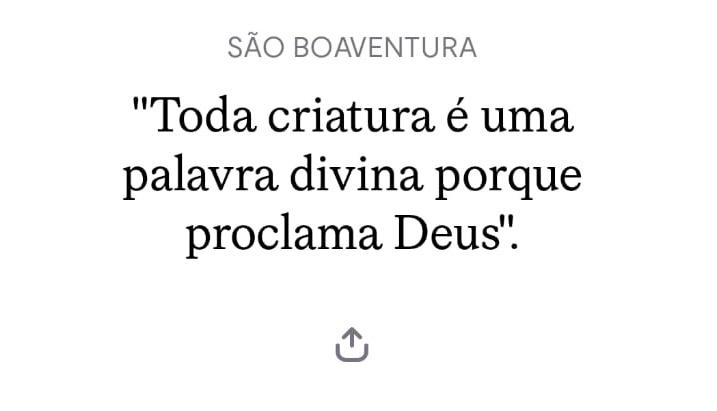 SÃO BOAVENTURA
"Toda criatura é uma
palavra divina porque
proclama Deus".